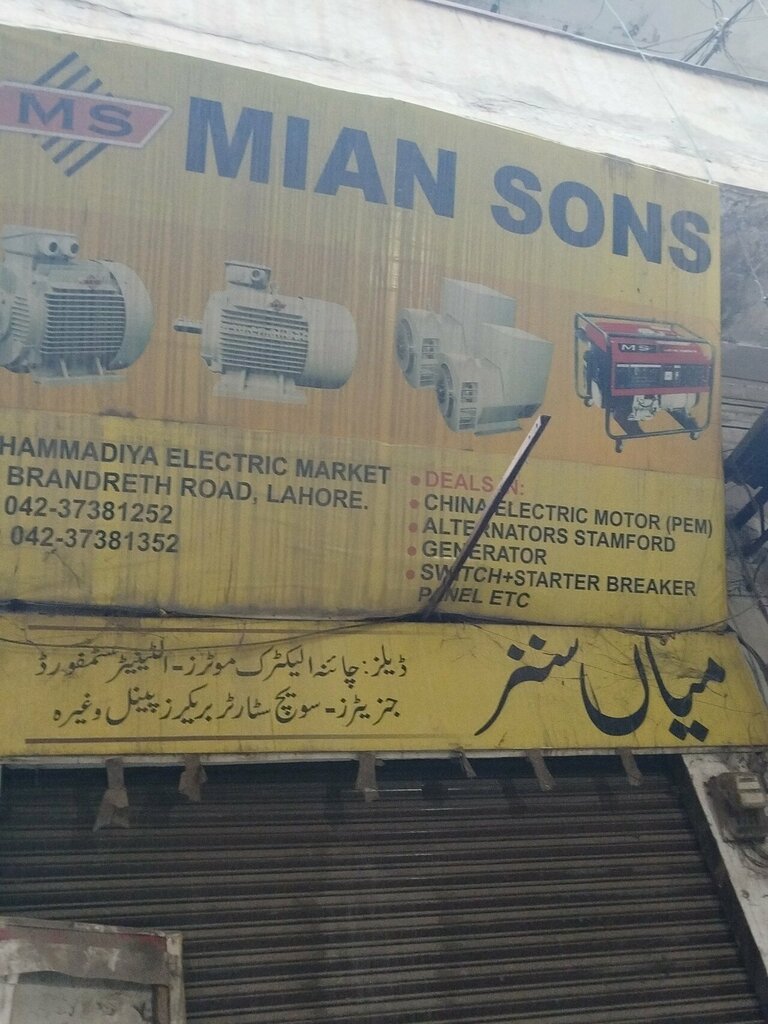 MS
MIAN SONS
MS
HAMMADIYA ELECTRIC MARKET
BRANDRETH ROAD, LAHORE.
042-37381252
042-37381352
DEALS IN:
CHINA ELECTRIC MOTOR (PEM)
ALTERNATORS STAMFORD
GENERATOR
SWITCH+STARTER BREAKER
PANEL ETC
میاں سنز
ڈیلز: چائنہ الیکٹرک موٹرز - الٹینیٹر سٹمفورڈ
جنریٹرز - سویچ سٹارٹر بریکرز پینل وغیرہ